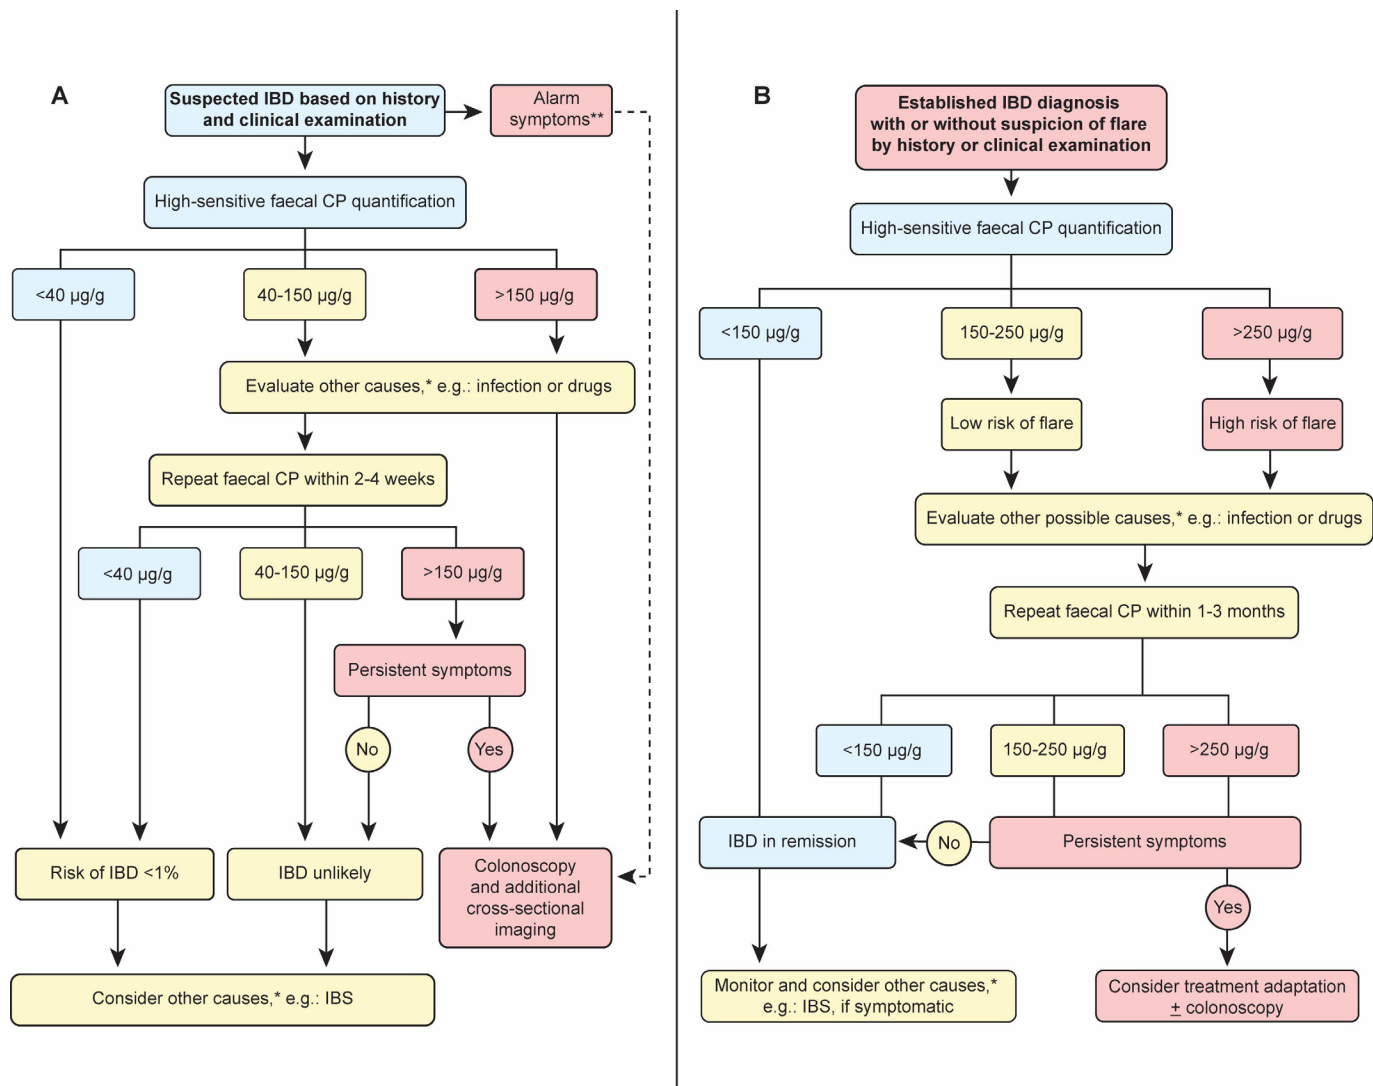 A
Suspected IBD based on history
and clinical examination
Alarm
symptoms**
High-sensitive faecal CP quantification
<40 µg/g
40-150 µg/g
>150 µg/g
Evaluate other causes,* e.g.: infection or drugs
Repeat faecal CP within 2-4 weeks
<40 µg/g
40-150 µg/g
>150 µg/g
Persistent symptoms
No
Yes
Risk of IBD <1%
IBD unlikely
Colonoscopy
and additional
cross-sectional
imaging
Consider other causes,* e.g.: IBS
B
Established IBD diagnosis
with or without suspicion of flare
by history or clinical examination
High-sensitive faecal CP quantification
<150 µg/g
150-250 µg/g
>250 µg/g
Low risk of flare
High risk of flare
Evaluate other possible causes,* e.g.: infection or drugs
Repeat faecal CP within 1-3 months
<150 µg/g
150-250 µg/g
>250 µg/g
IBD in remission
No
Persistent symptoms
Yes
Monitor and consider other causes,*
e.g.: IBS, if symptomatic
Consider treatment adaptation
± colonoscopy